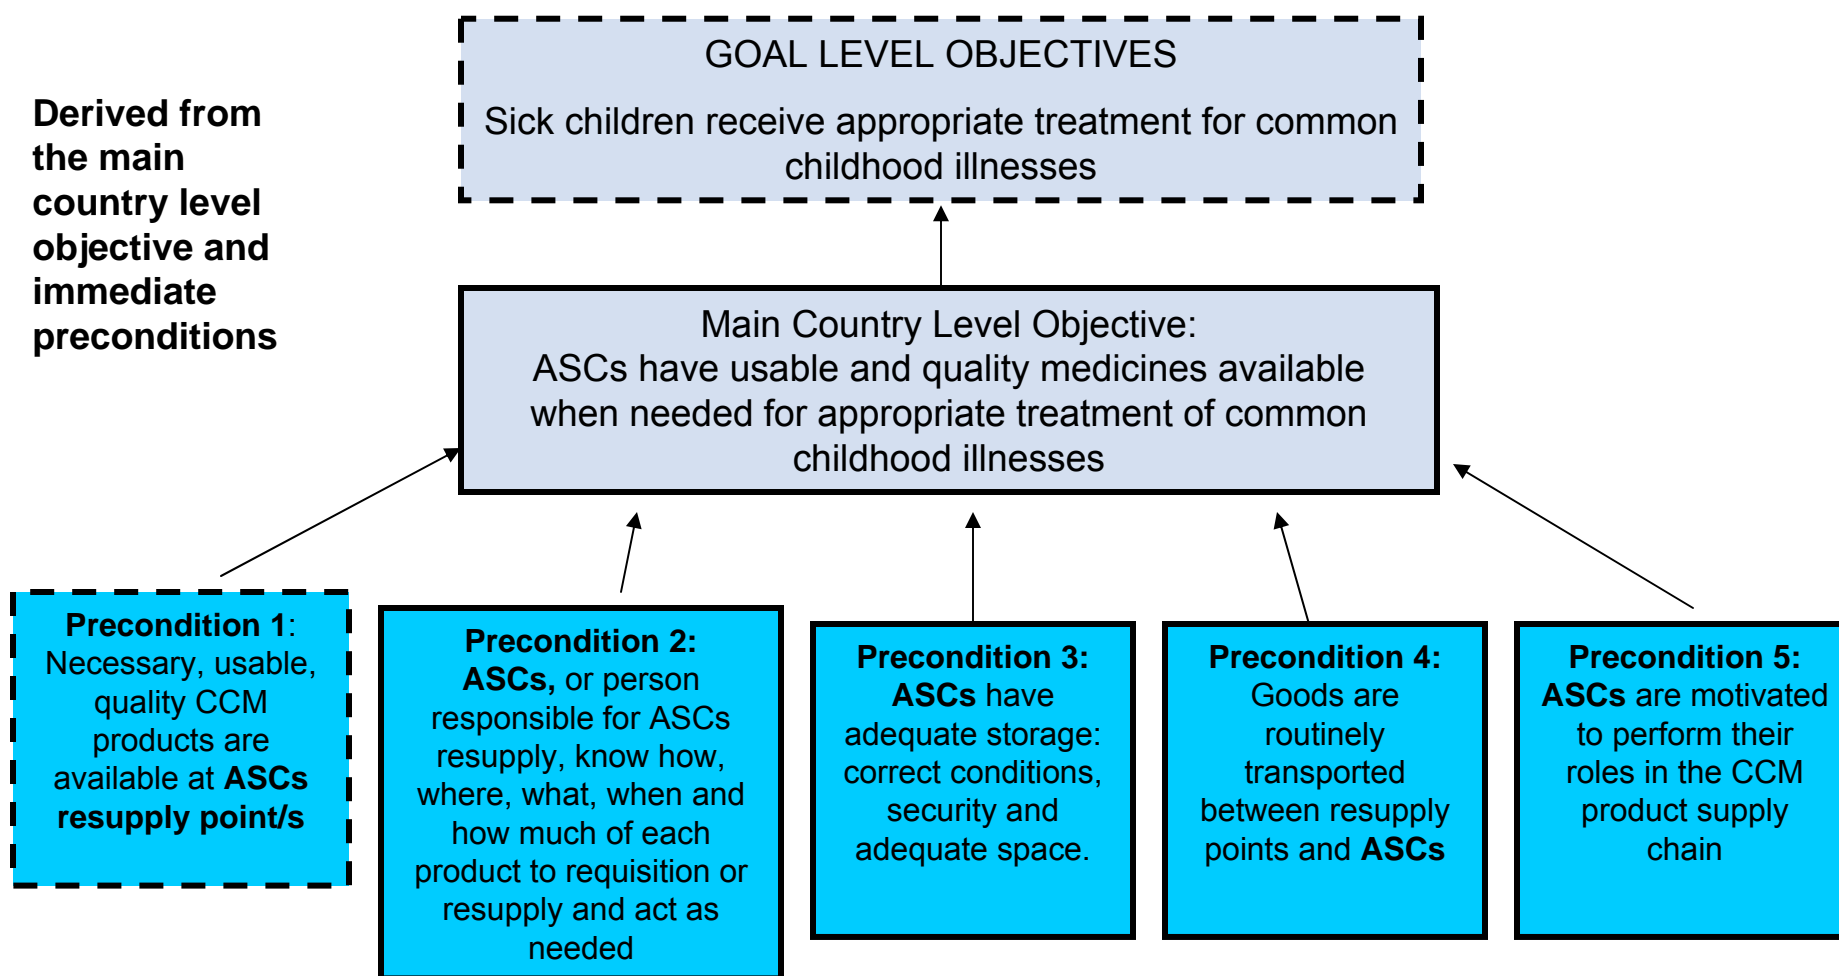 GOAL LEVEL OBJECTIVES
Sick children receive appropriate treatment for common
childhood illnesses
Derived from
the main
country level
objective and
immediate
preconditions
Main Country Level Objective:
ASCs have usable and quality medicines available
when needed for appropriate treatment of common
childhood illnesses
Precondition 1:
Necessary, usable,
quality CCM
products are
available at ASCs
resupply point/s
Precondition 2:
ASCs, or person
responsible for ASCs
resupply, know how,
where, what, when and
how much of each
product to requisition or
resupply and act as
needed
Precondition 3:
ASCs have
adequate storage:
correct conditions,
security and
adequate space.
Precondition 4:
Goods are
routinely
transported
between resupply
points and ASCs
Precondition 5:
ASCs are motivated
to perform their
roles in the CCM
product supply
chain